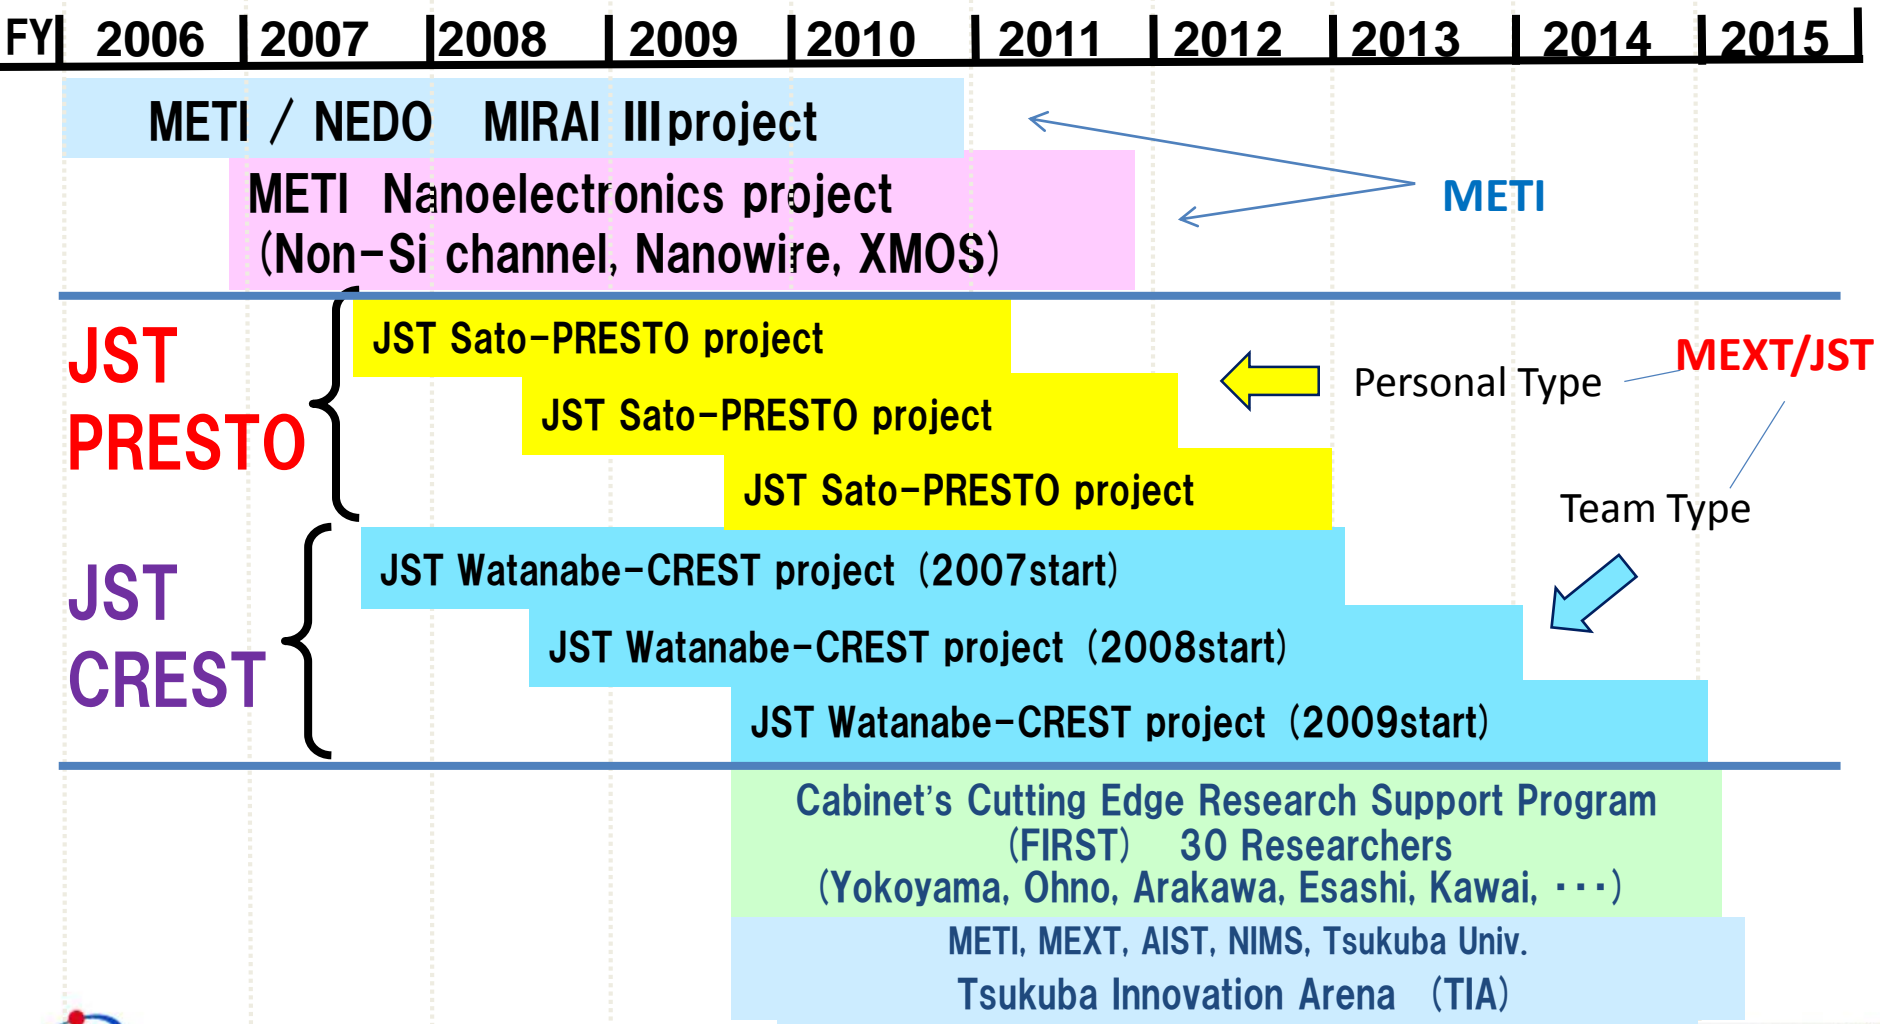 FY 2006 2007 2008 2009 2010 2011 2012 2013 2014 2015
METI / NEDO MIRAI III project
METI Nanoelectronics project
(Non-Si channel, Nanowire, XMOS)
METI
JST
PRESTO
JST Sato-PRESTO project
JST Sato-PRESTO project
JST Sato-PRESTO project
Personal Type
MEXT/JST
Team Type
JST
CREST
JST Watanabe-CREST project (2007start)
JST Watanabe-CREST project (2008start)
JST Watanabe-CREST project (2009start)
Cabinet's Cutting Edge Research Support Program
(FIRST) 30 Researchers
(Yokoyama, Ohno, Arakawa, Esashi, Kawai, ・・・)
METI, MEXT, AIST, NIMS, Tsukuba Univ.
Tsukuba Innovation Arena (TIA)